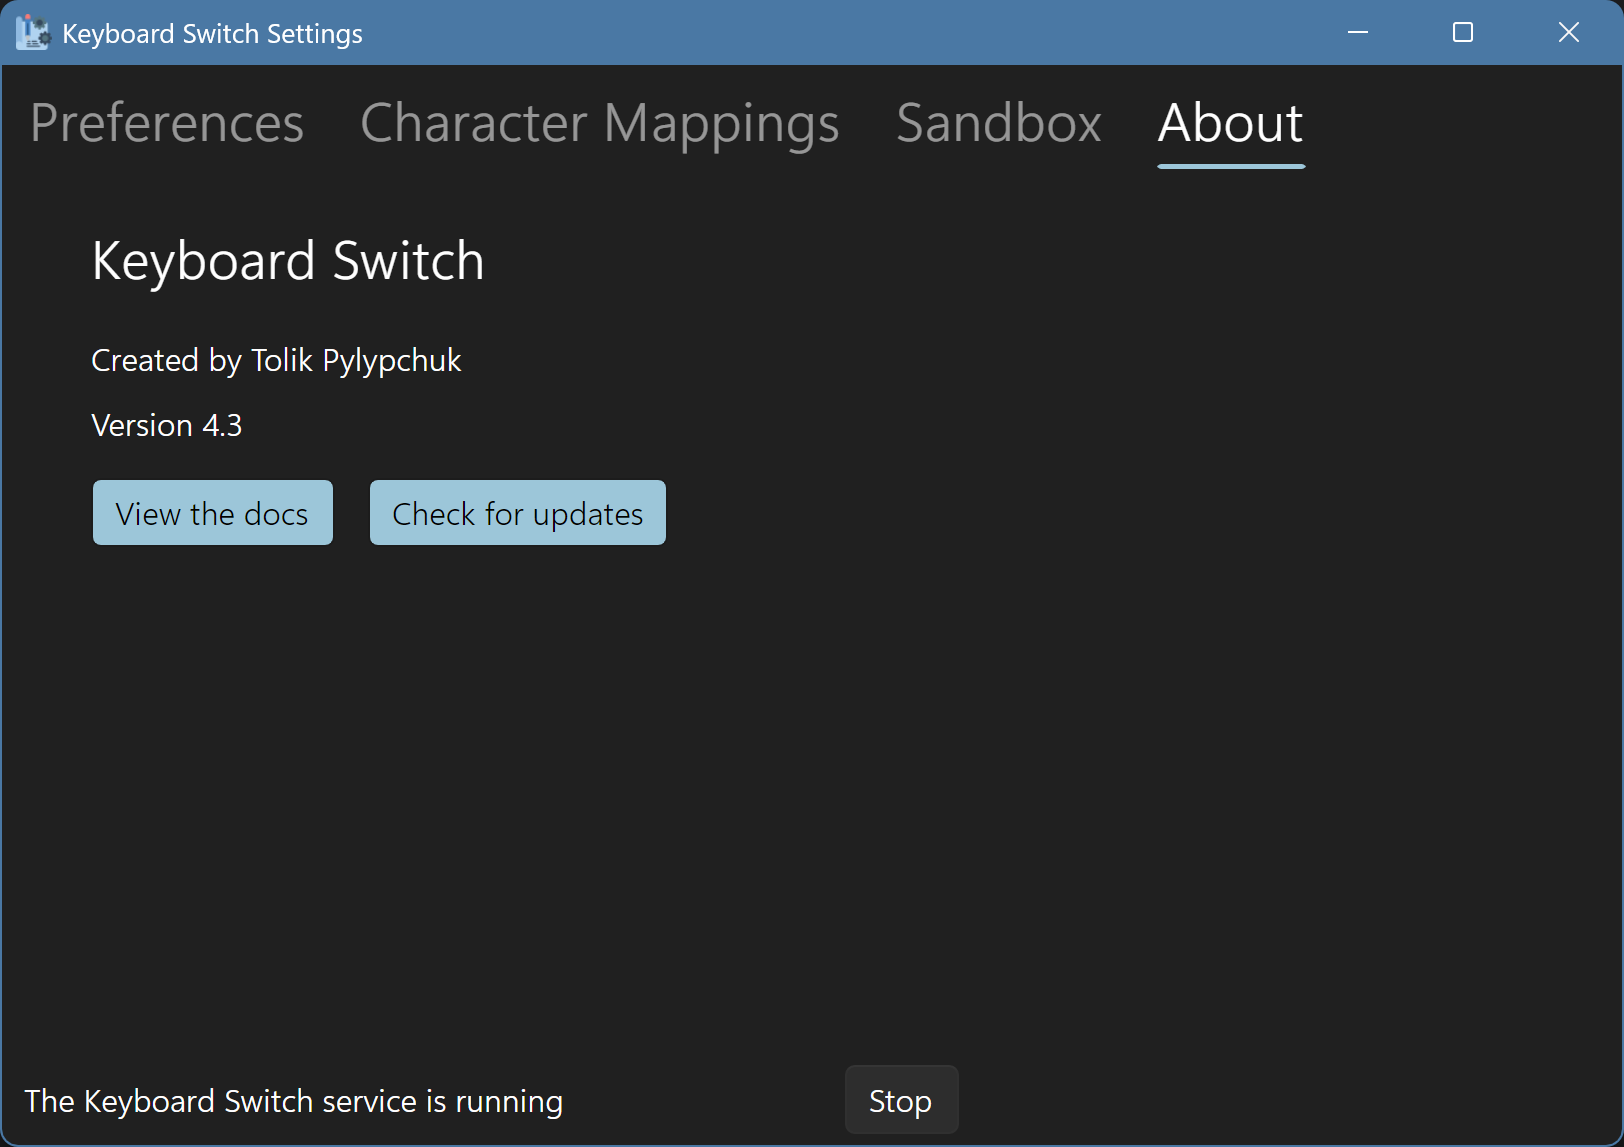 Keyboard Switch Settings
Preferences Character Mappings Sandbox About
Keyboard Switch
Created by Tolik Pylypchuk
Version 4.3
View the docs Check for updates
The Keyboard Switch service is running Stop